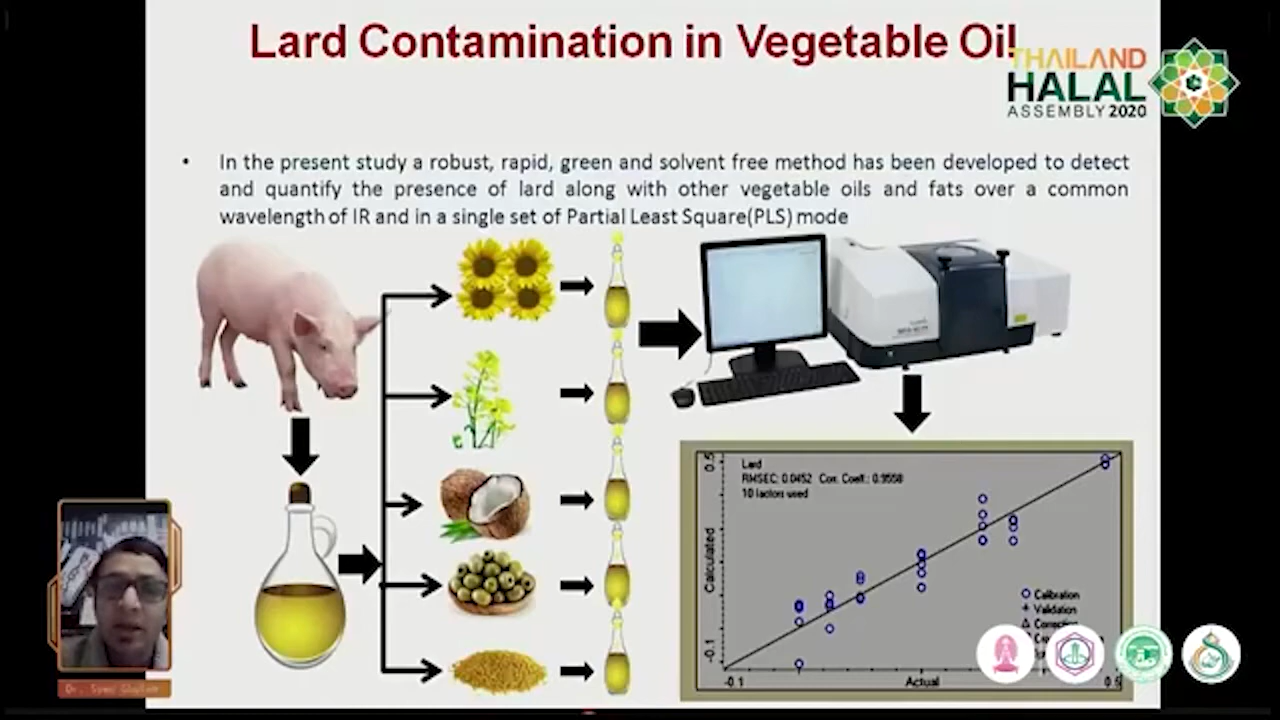 Lard Contamination in Vegetable Oil
THAILAND
HALAL
ASSEMBLY 2020
• In the present study a robust, rapid, green and solvent free method has been developed to detect
and quantify the presence of lard along with other vegetable oils and fats over a common
wavelength of IR and in a single set of Partial Least Square(PLS) mode
Lard
RMSEC: 0.0452 Corr. Coeff.: 0.9558
10 factors used
0.5
Calculated
-0.1
Calibration
Validation
-0.1
Actual